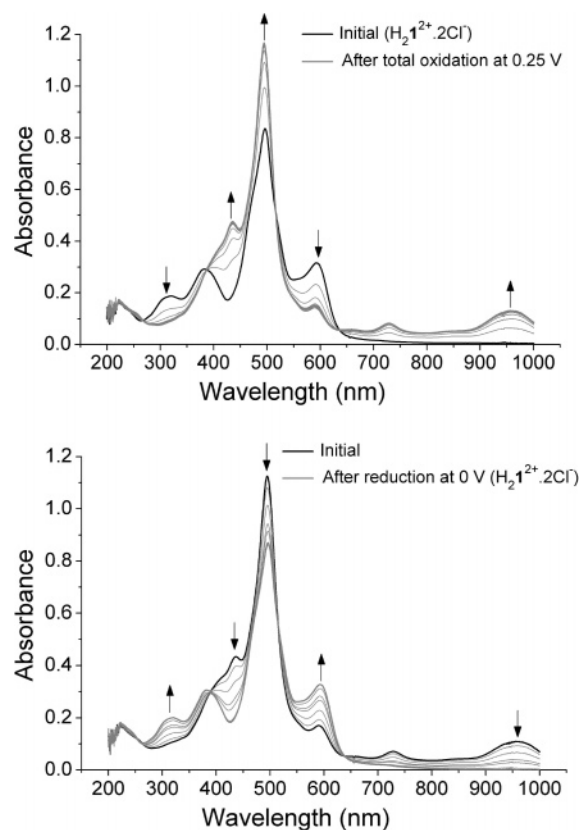 Initial (H₂1²⁺.2Cl⁻)
After total oxidation at 0.25 V
Absorbance
1.2
1.0
0.8
0.6
0.4
0.2
0.0
200 300 400 500 600 700 800 900 1000
Wavelength (nm)
Initial
After reduction at 0 V (H₂1²⁺.2Cl⁻)
Absorbance
1.2
1.0
0.8
0.6
0.4
0.2
0.0
200 300 400 500 600 700 800 900 1000
Wavelength (nm)